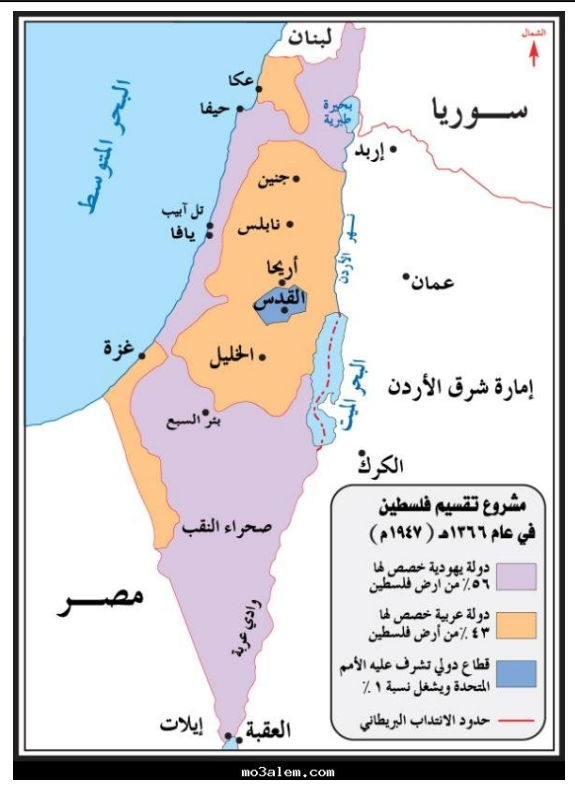 الشمال
لبنان
سوريا
البحر المتوسط
عكا
حيفا
بحيرة
طبرية
إربد
جنين
تل آبيب
يافا
نابلس
نهر الأردن
أريحا
القدس
عمان
غزة
الخليل
البحر الميت
إمارة شرق الأردن
بئر السبع
الكرك
صحراء النقب
مصر
وادي عربة
إيلات
العقبة
مشروع تقسيم فلسطين
في عام ١٣٦٦هـ (١٩٤٧م)
دولة يهودية خصص لها
٥٦٪ من ارض فلسطين
دولة عربية خصص لها
٤٣٪ من أرض فلسطين
قطاع دولي تشرف عليه الأمم
المتحدة ويشغل نسبة ١٪
حدود الانتداب البريطاني
mo3alem.com